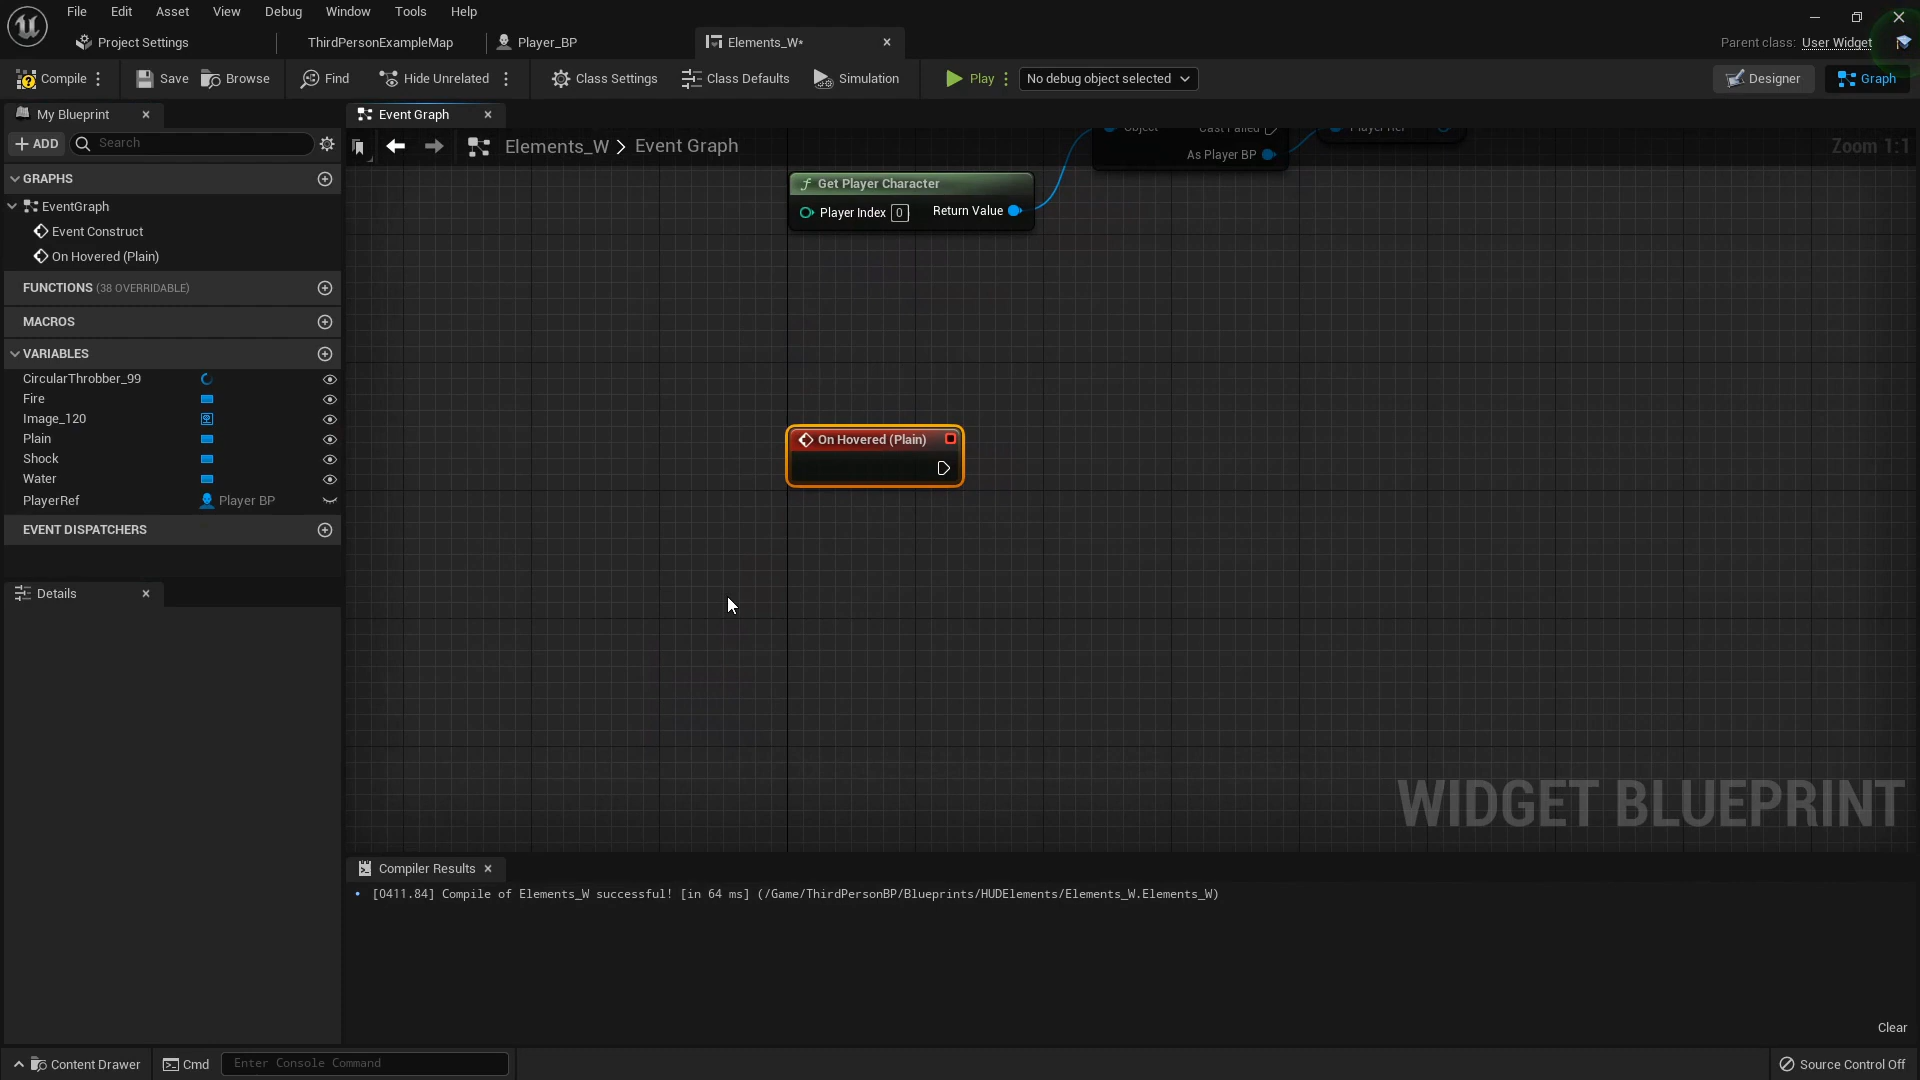 File Edit Asset View Debug Window Tools Help
Project Settings ThirdPersonExampleMap Player_BP Elements_W* Parent class: User Widget
Compile Save Browse Find Hide Unrelated Class Settings Class Defaults Simulation Play No debug object selected Designer Graph
My Blueprint Event Graph
ADD Search Elements_W > Event Graph Zoom 1:1
Object Cast Failed Player Ref
As Player BP
GRAPHS
EventGraph
Event Construct
On Hovered (Plain)
FUNCTIONS (38 OVERRIDABLE)
MACROS
VARIABLES
CircularThrobber_99
Fire
Image_120
Plain
Shock
Water
PlayerRef Player BP
EVENT DISPATCHERS
Details
Get Player Character
Player Index 0 Return Value
On Hovered (Plain)
WIDGET BLUEPRINT
Compiler Results
[0411.84] Compile of Elements_W successful! [in 64 ms] (/Game/ThirdPersonBP/Blueprints/HUDElements/Elements_W.Elements_W)
Clear
Content Drawer Cmd Enter Console Command Source Control Off